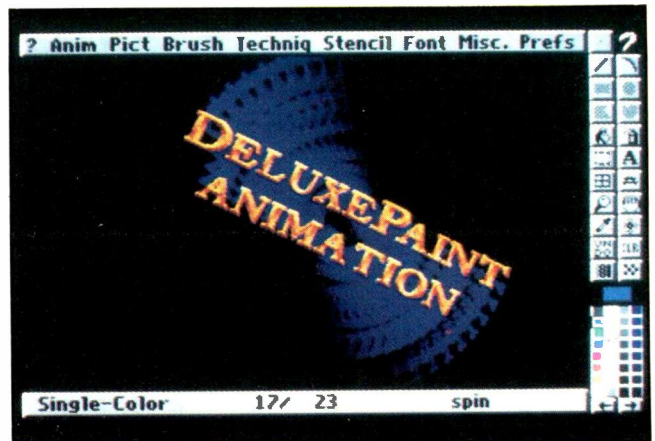 ? Anim Pict Brush Techniq Stencil Font Misc. Prefs
DELUXEPAINT
ANIMATION
A
Single-Color 17/ 23 spin